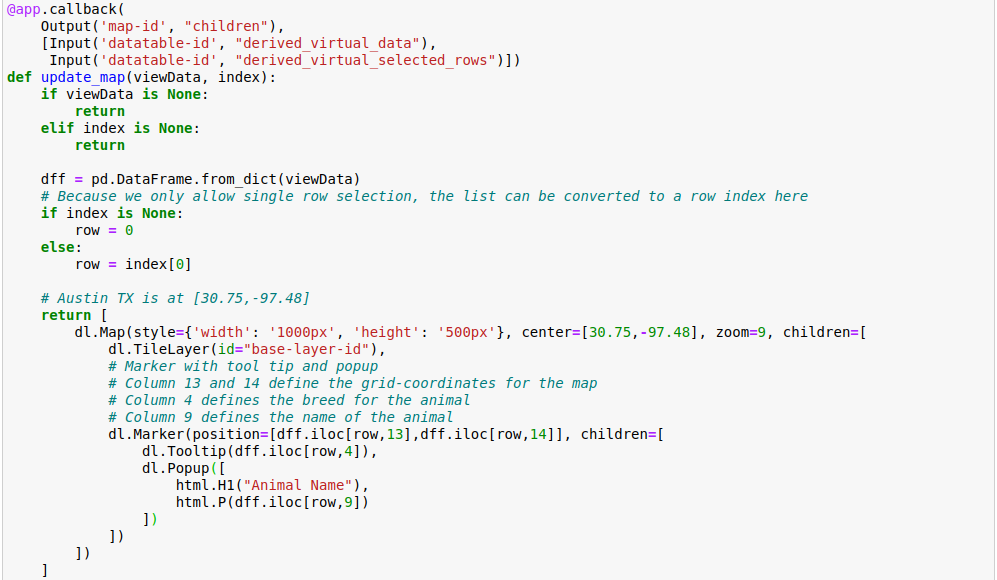 @app.callback(
    Output('map-id', "children"),
    [Input('datatable-id', "derived_virtual_data"),
     Input('datatable-id', "derived_virtual_selected_rows")])
def update_map(viewData, index):
    if viewData is None:
        return
    elif index is None:
        return

    dff = pd.DataFrame.from_dict(viewData)
    # Because we only allow single row selection, the list can be converted to a row index here
    if index is None:
        row = 0
    else:
        row = index[0]

    # Austin TX is at [30.75,-97.48]
    return [
        dl.Map(style={'width': '1000px', 'height': '500px'}, center=[30.75,-97.48], zoom=9, children=[
            dl.TileLayer(id="base-layer-id"),
            # Marker with tool tip and popup
            # Column 13 and 14 define the grid-coordinates for the map
            # Column 4 defines the breed for the animal
            # Column 9 defines the name of the animal
            dl.Marker(position=[dff.iloc[row,13],dff.iloc[row,14]], children=[
                dl.Tooltip(dff.iloc[row,4]),
                dl.Popup([
                    html.H1("Animal Name"),
                    html.P(dff.iloc[row,9])
                ])
            ])
        ])
    ]